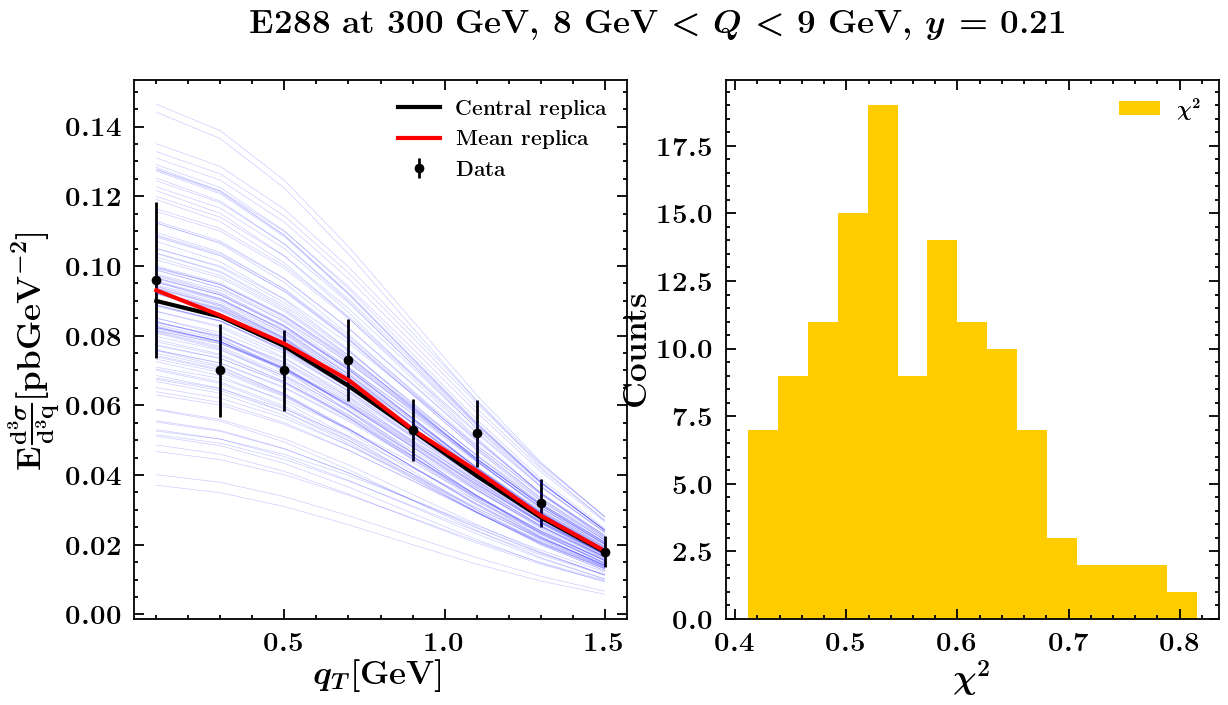 E288 at 300 GeV, 8 GeV < Q < 9 GeV, y = 0.21
Central replica
Mean replica
Data
0.14
0.12
0.10
0.08
0.06
0.04
0.02
0.00
E d³σ/d³q [pbGeV⁻²]
0.5
1.0
1.5
q_T[GeV]
χ²
17.5
15.0
12.5
10.0
7.5
5.0
2.5
0.0
Counts
0.4
0.5
0.6
0.7
0.8
χ²